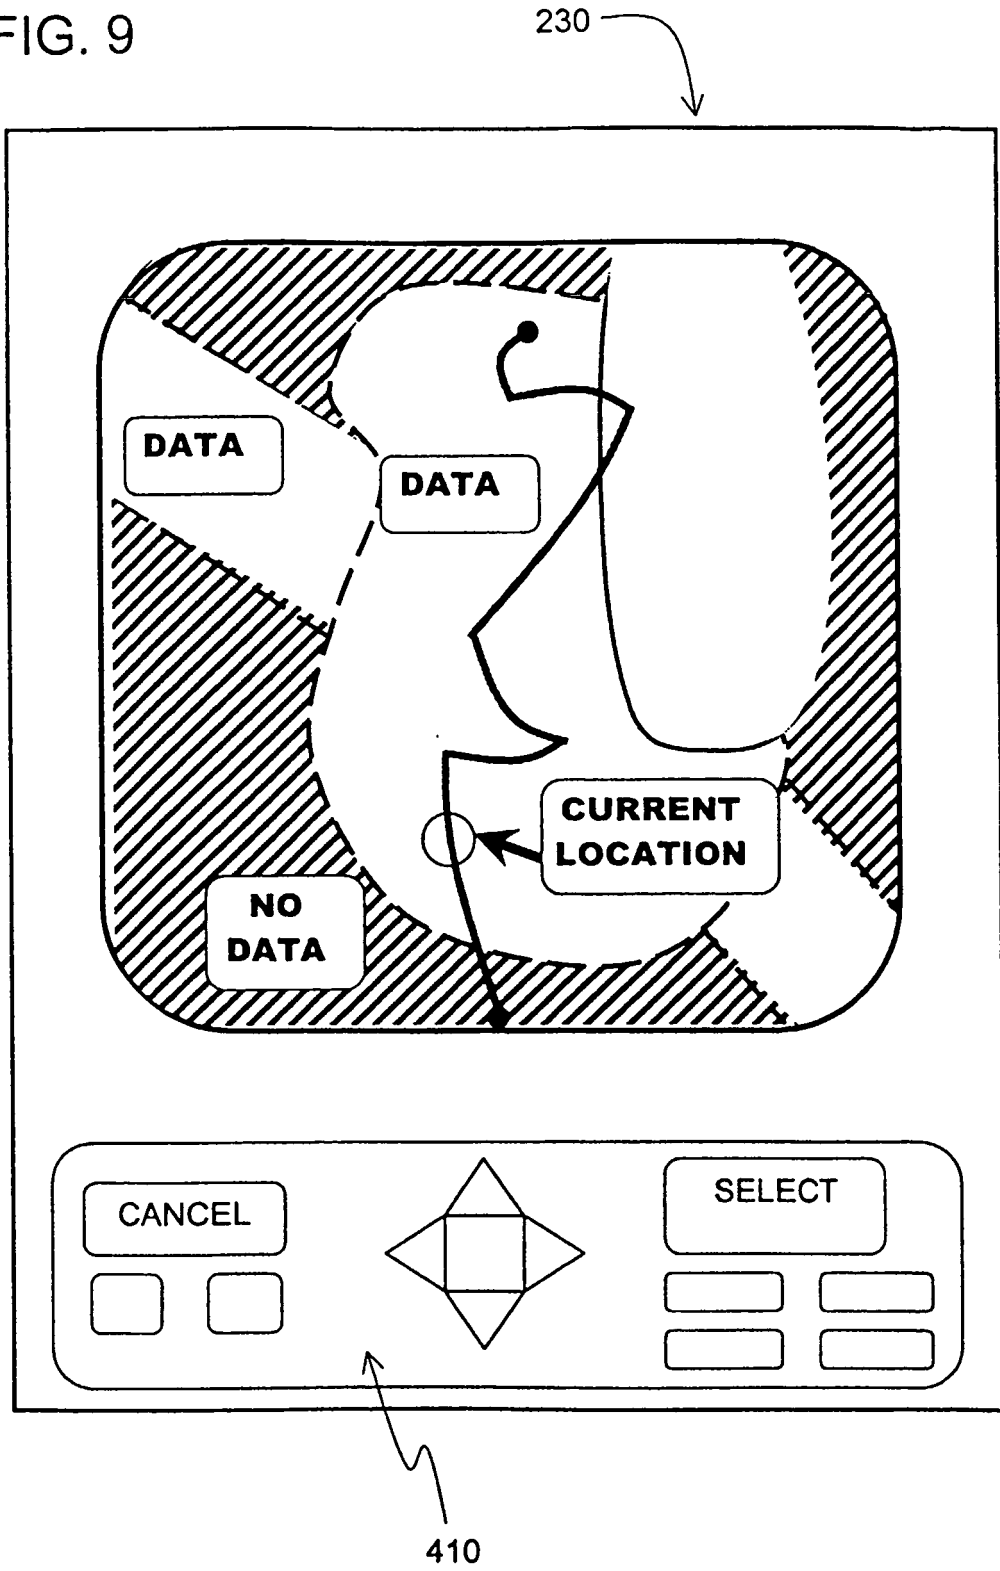 FIG. 9
230
DATA
DATA
CURRENT
LOCATION
NO
DATA
CANCEL
SELECT
410